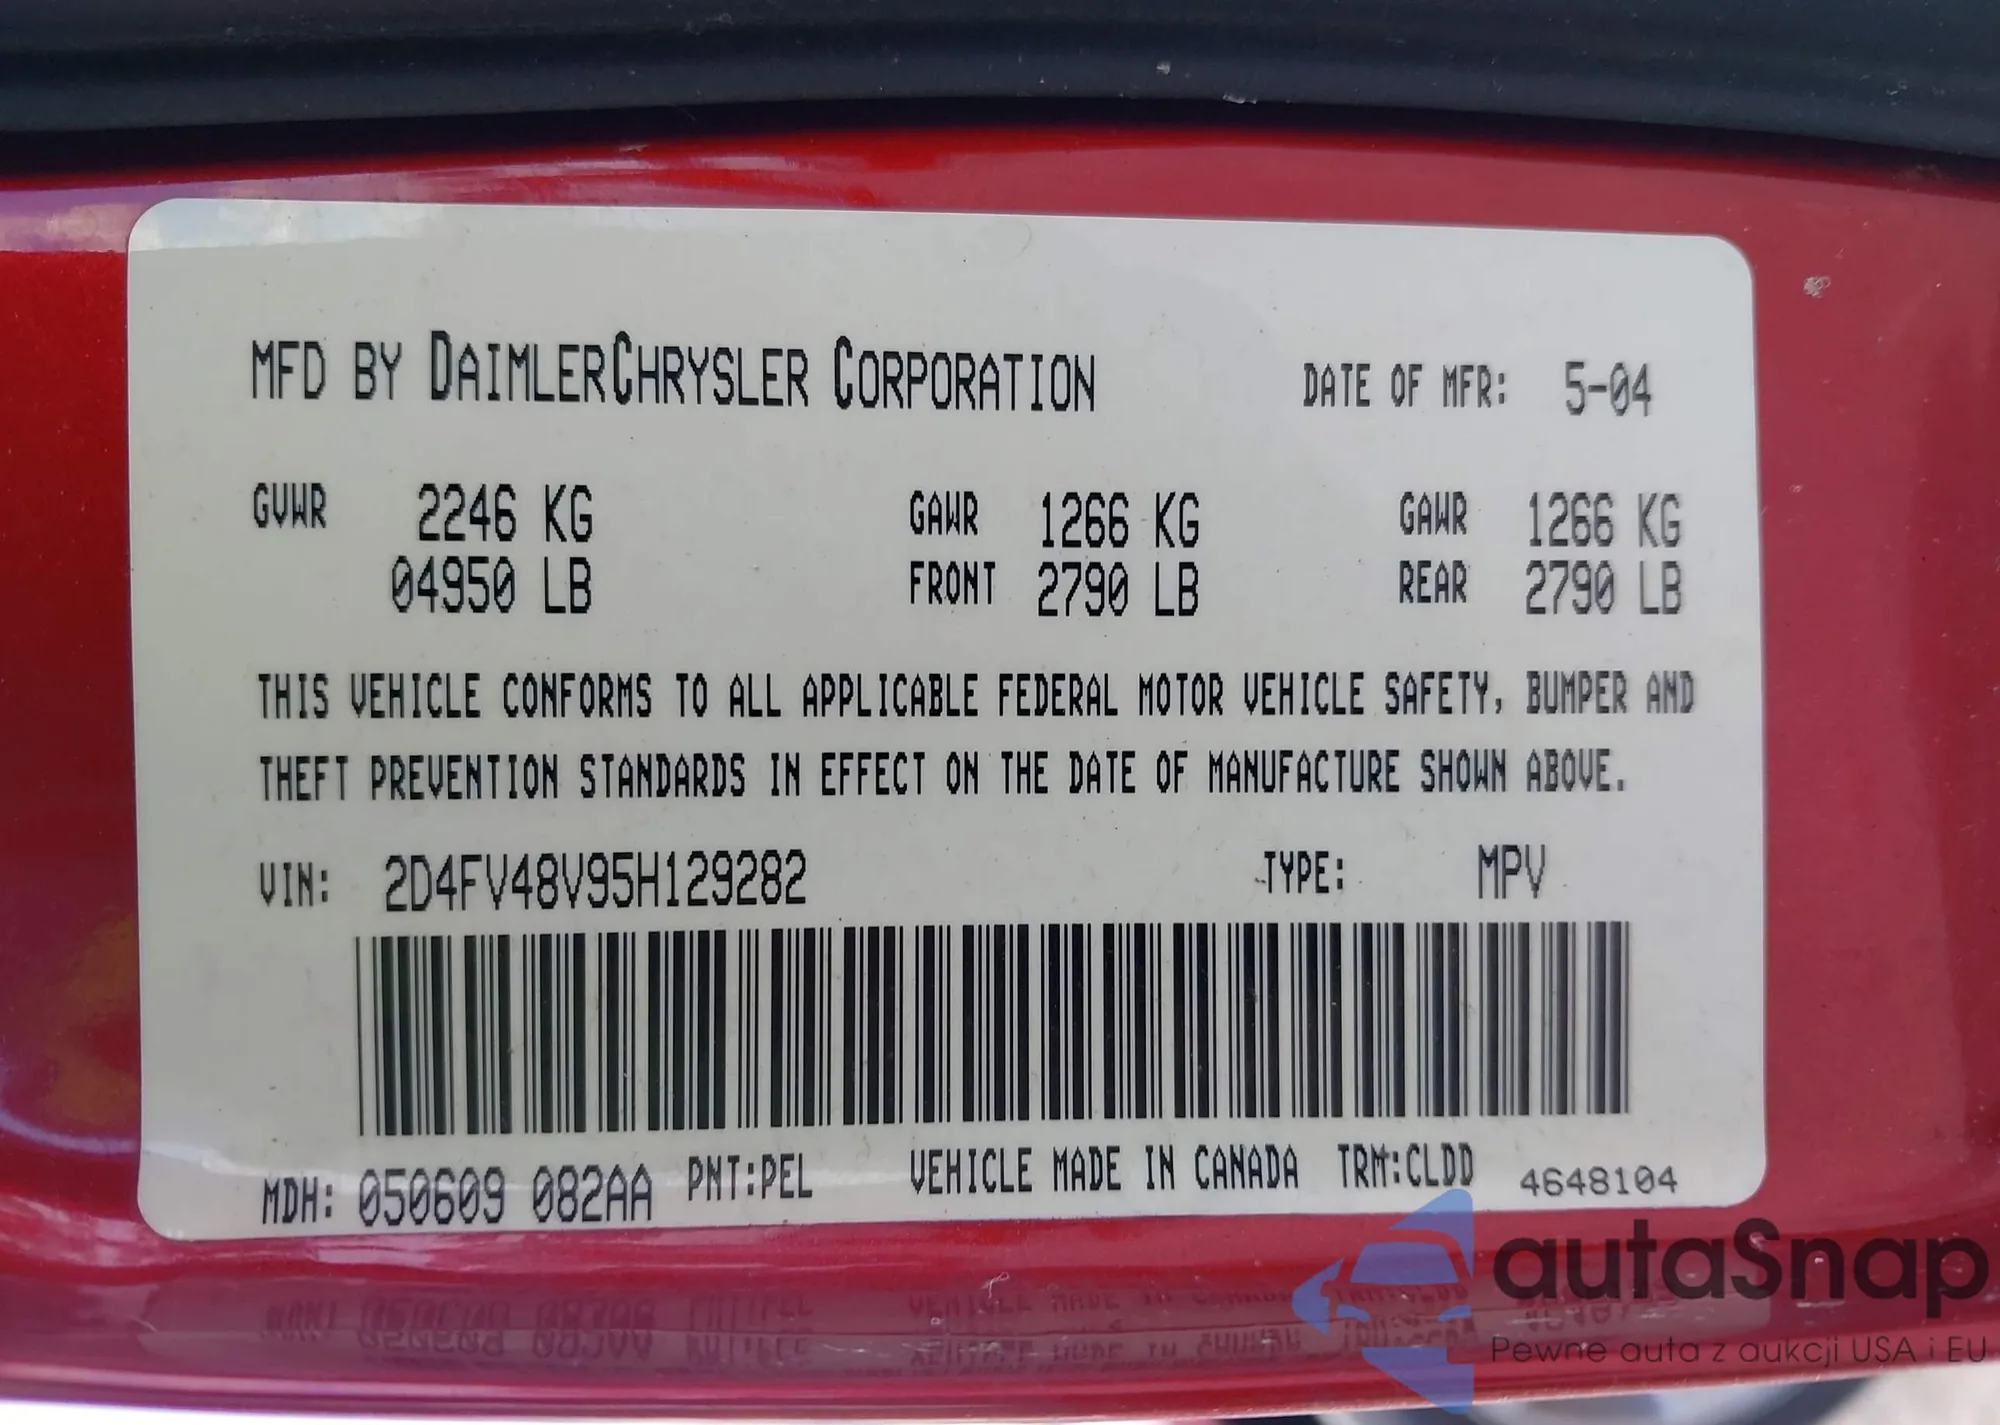 MFD BY DAIMLERCHRYSLER CORPORATION DATE OF MFR: 5-04
GVWR 2246 KG GAWR 1266 KG GAWR 1266 KG
04950 LB FRONT 2790 LB REAR 2790 LB
THIS VEHICLE CONFORMS TO ALL APPLICABLE FEDERAL MOTOR VEHICLE SAFETY, BUMPER AND
THEFT PREVENTION STANDARDS IN EFFECT ON THE DATE OF MANUFACTURE SHOWN ABOVE.
VIN: 2D4FV48V95H129282 TYPE: MPV
MDH: 050609 082AA PNT:PEL VEHICLE MADE IN CANADA TRM:CLDD 4648104
autaSnap
Pewne auta z aukcji USA i EU